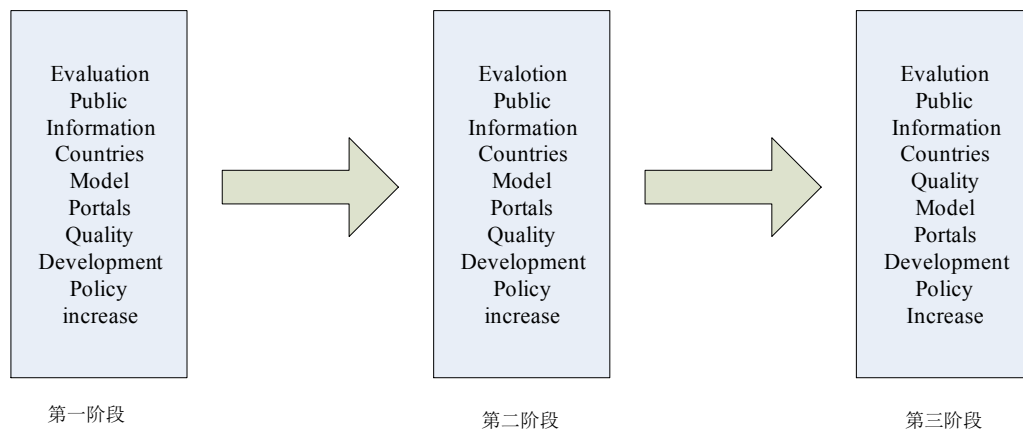 Evaluation
Public
Information
Countries
Model
Portals
Quality
Development
Policy
increase
第一阶段
Evalotion
Public
Information
Countries
Model
Portals
Quality
Development
Policy
increase
第二阶段
Evalution
Public
Information
Countries
Quality
Model
Portals
Development
Policy
Increase
第三阶段